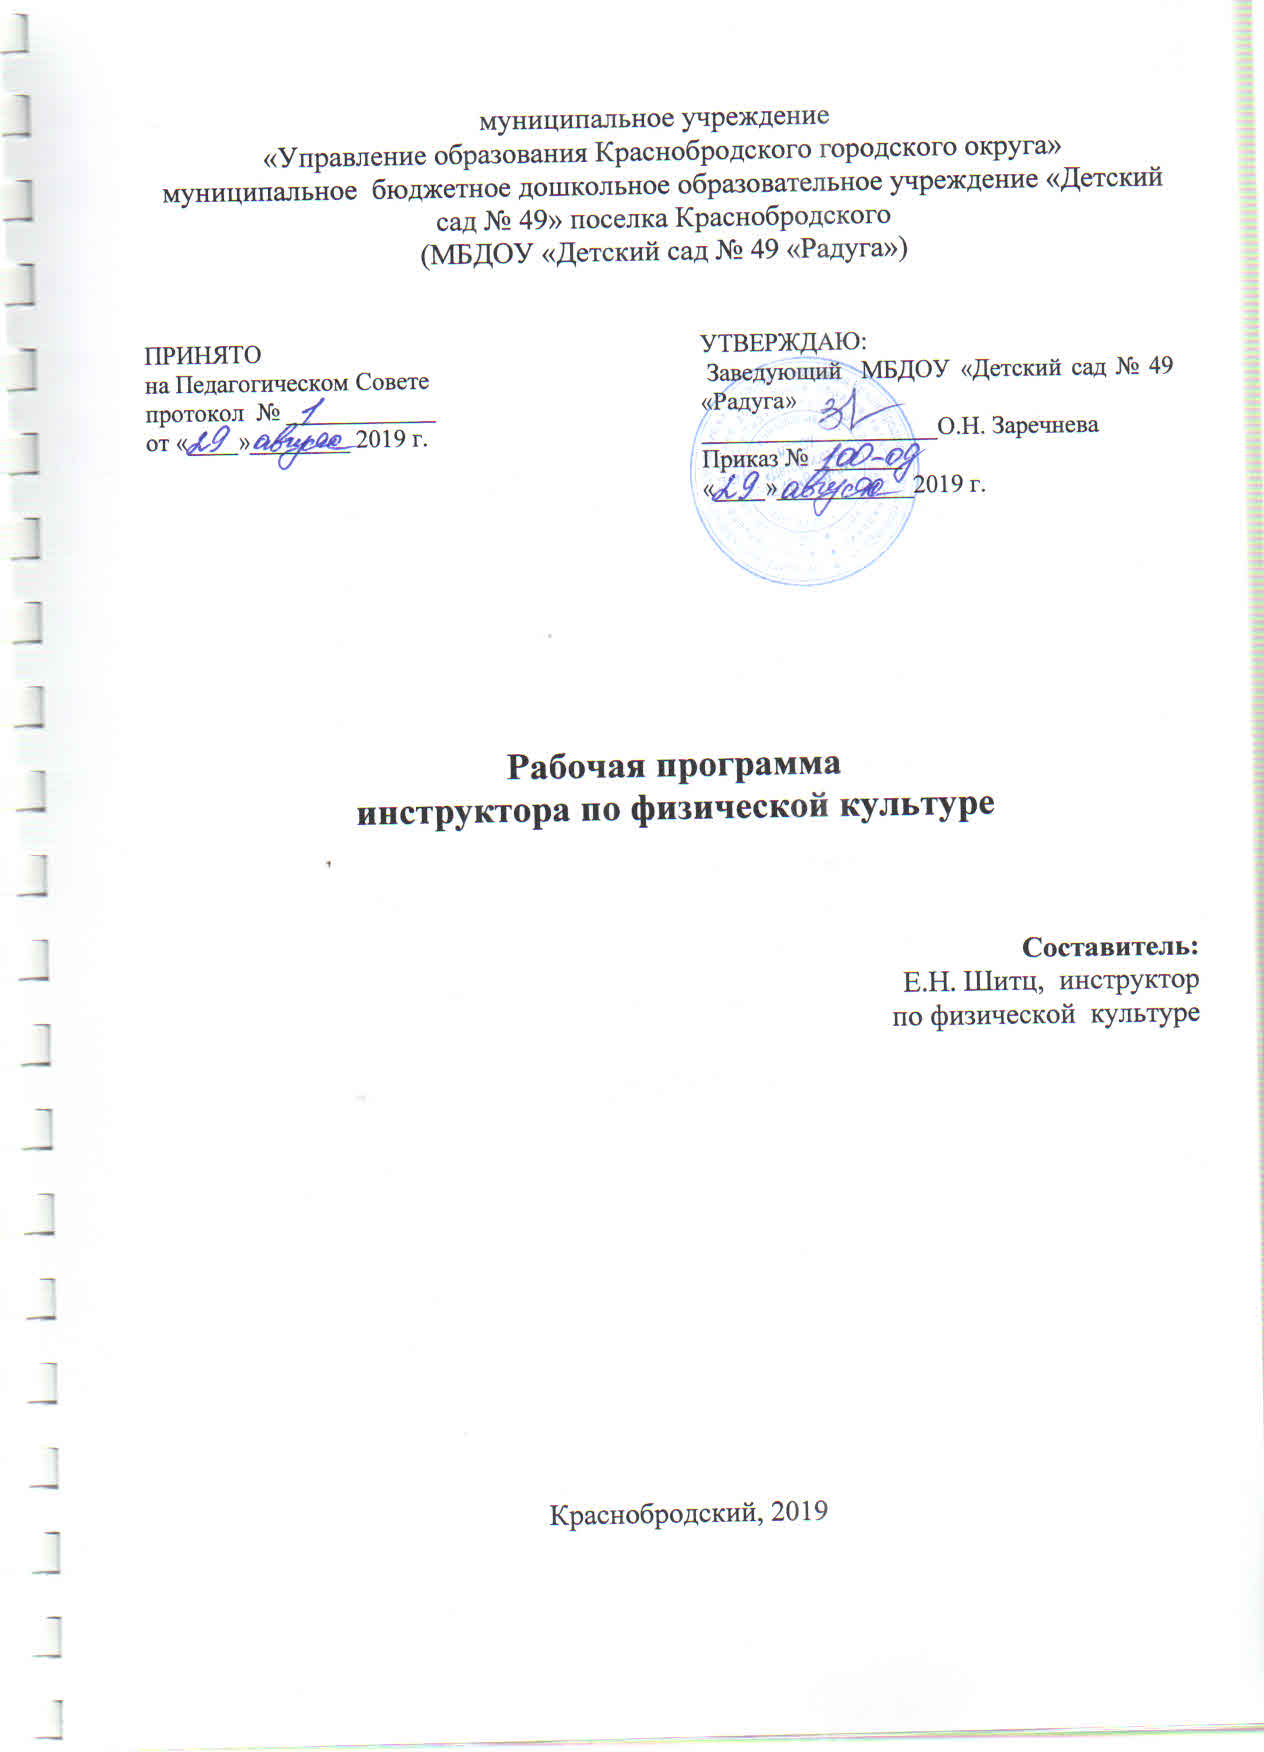 муниципальное учреждение
«Управление образования Краснобродского городского округа»
муниципальное бюджетное дошкольное образовательное учреждение «Детский
сад № 49» поселка Краснобродского
(МБДОУ «Детский сад № 49 «Радуга»)
ПРИНЯТО
на Педагогическом Совете
протокол № 1
от «29» августа 2019 г.
УТВЕРЖДАЮ:
Заведующий МБДОУ «Детский сад № 49
«Радуга»
О.Н. Заречнева
Приказ № 100-од
«29» августа 2019 г.
Рабочая программа
инструктора по физической культуре
Составитель:
Е.Н. Шитц, инструктор
по физической культуре
Краснобродский, 2019